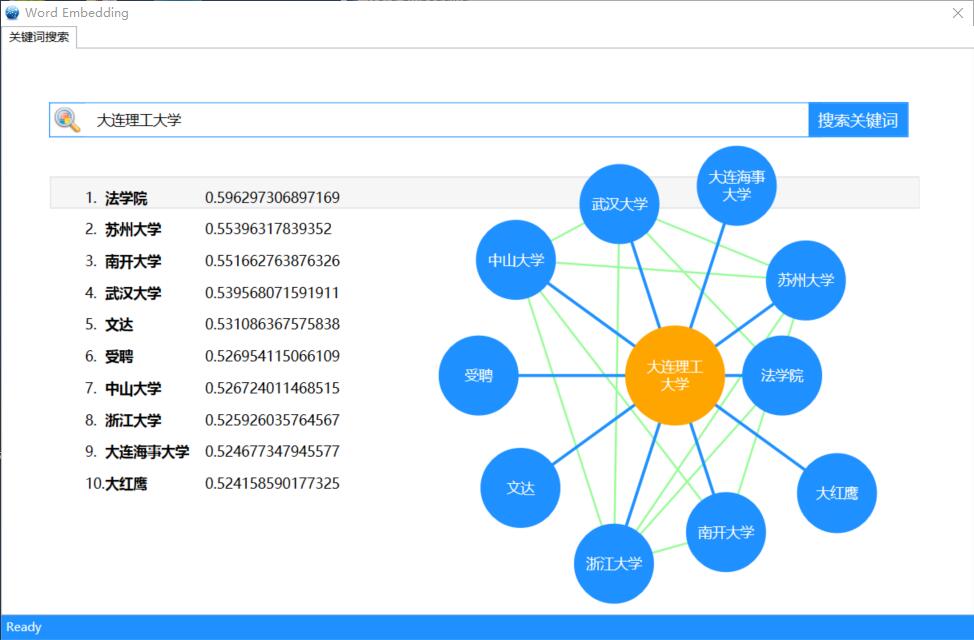 Word Embedding
关键词搜索
大连理工大学
搜索关键词
1. 法学院 0.596297306897169
2. 苏州大学 0.55396317839352
3. 南开大学 0.551662763876326
4. 武汉大学 0.539568071591911
5. 文达 0.531086367575838
6. 受聘 0.526954115066109
7. 中山大学 0.526724011468515
8. 浙江大学 0.525926035764567
9. 大连海事大学 0.524677347945577
10.大红鹰 0.524158590177325
大连海事
大学
武汉大学
中山大学
苏州大学
大连理工
大学
受聘
法学院
文达
大红鹰
南开大学
浙江大学
Ready